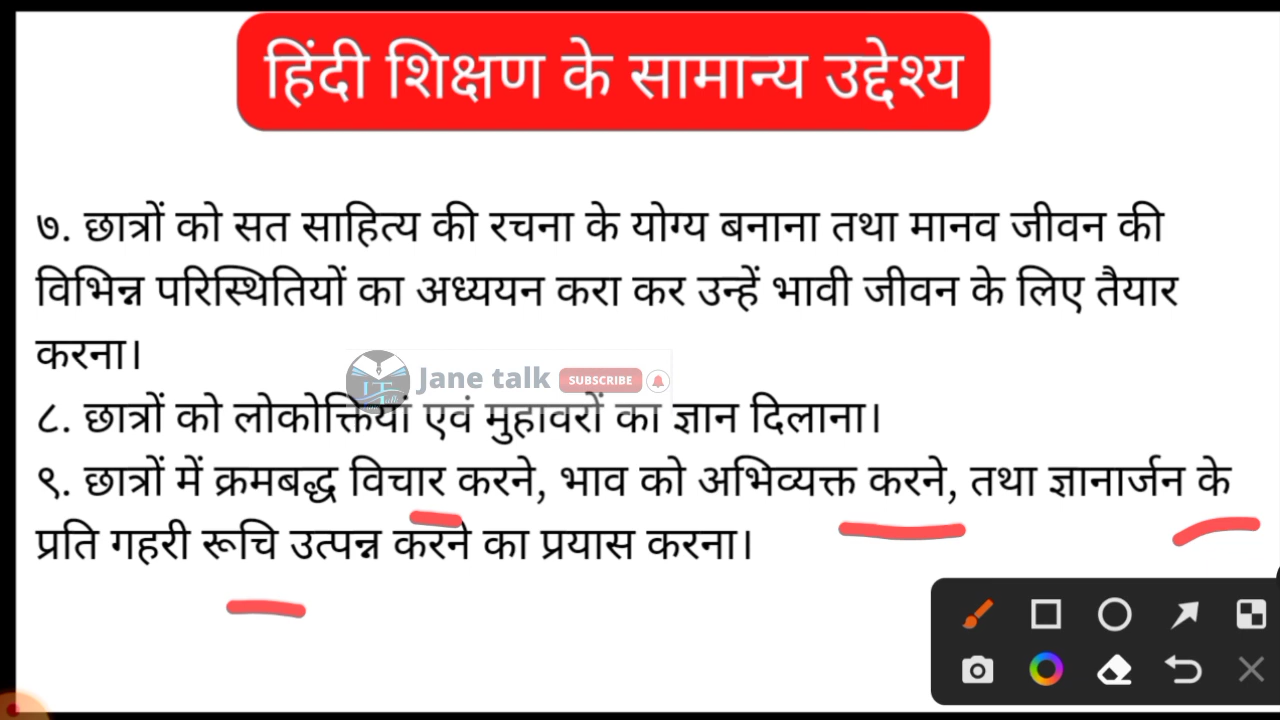 हिंदी शिक्षण के सामान्य उद्देश्य
७. छात्रों को सत साहित्य की रचना के योग्य बनाना तथा मानव जीवन की
विभिन्न परिस्थितियों का अध्ययन करा कर उन्हें भावी जीवन के लिए तैयार
करना।
Jane talk SUBSCRIBE
८. छात्रों को लोकोक्तियां एवं मुहावरों का ज्ञान दिलाना।
९. छात्रों में क्रमबद्ध विचार करने, भाव को अभिव्यक्त करने, तथा ज्ञानार्जन के
प्रति गहरी रूचि उत्पन्न करने का प्रयास करना।